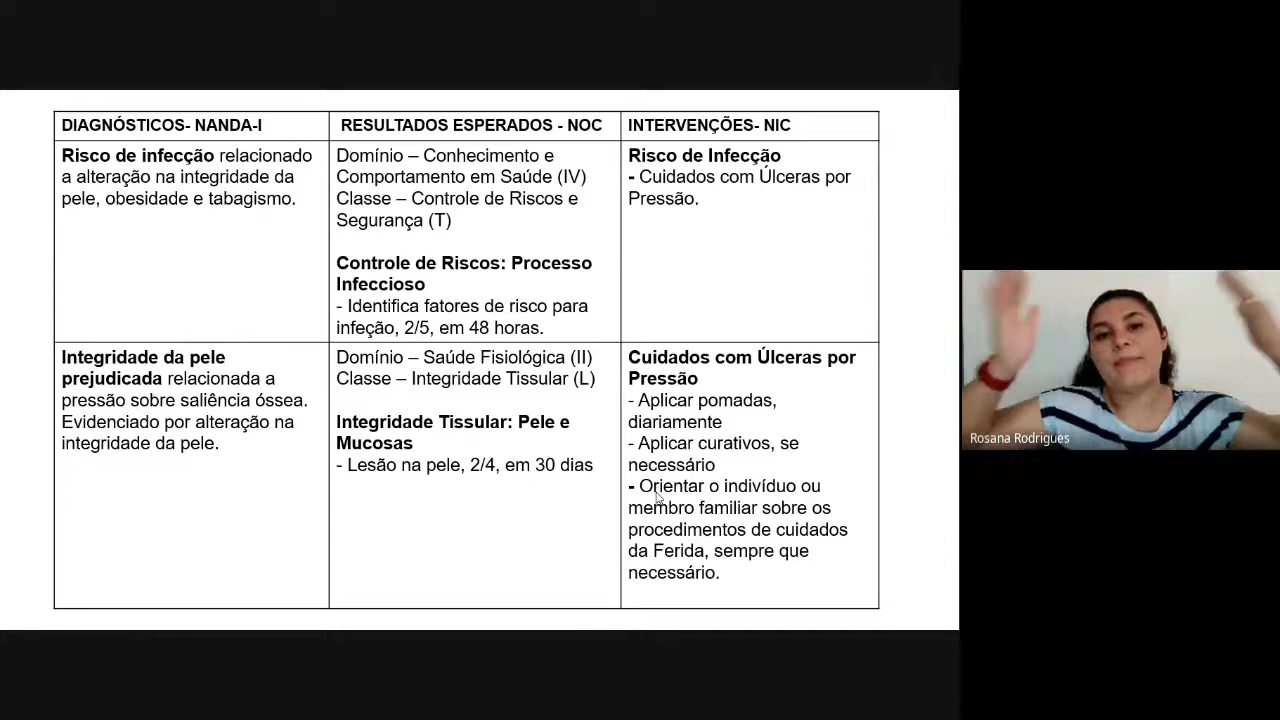 DIAGNÓSTICOS- NANDA-I
RESULTADOS ESPERADOS - NOC
INTERVENÇÕES- NIC
Risco de infecção relacionado
a alteração na integridade da
pele, obesidade e tabagismo.
Domínio – Conhecimento e
Comportamento em Saúde (IV)
Classe – Controle de Riscos e
Segurança (T)
Controle de Riscos: Processo
Infeccioso
- Identifica fatores de risco para
infeção, 2/5, em 48 horas.
Risco de Infecção
- Cuidados com Úlceras por
Pressão.
Integridade da pele
prejudicada relacionada a
pressão sobre saliência óssea.
Evidenciado por alteração na
integridade da pele.
Domínio – Saúde Fisiológica (II)
Classe – Integridade Tissular (L)
Integridade Tissular: Pele e
Mucosas
- Lesão na pele, 2/4, em 30 dias
Cuidados com Úlceras por
Pressão
- Aplicar pomadas,
diariamente
- Aplicar curativos, se
necessário
- Orientar o indivíduo ou
membro familiar sobre os
procedimentos de cuidados
da Ferida, sempre que
necessário.
Rosana Rodrigues